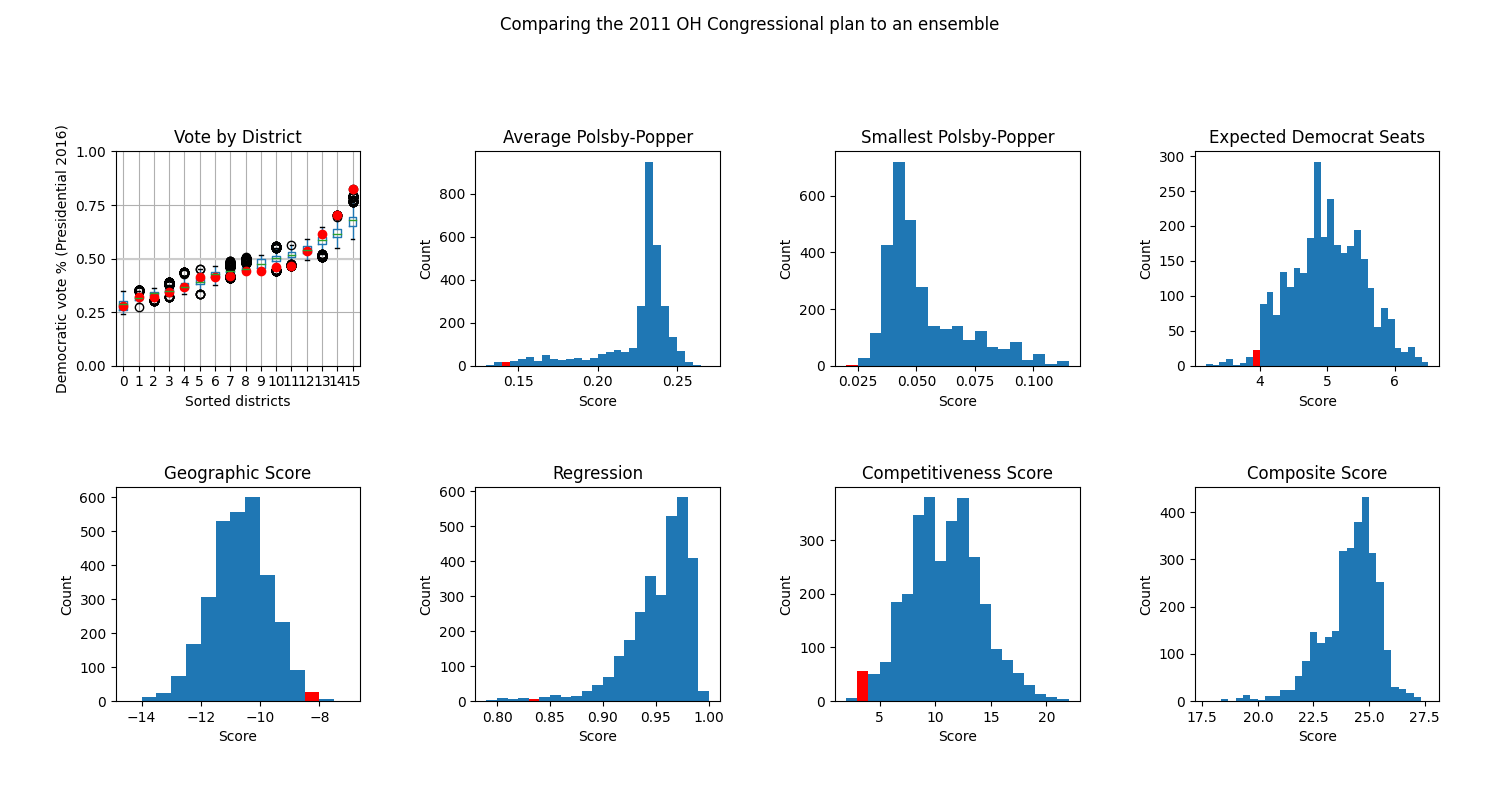 Comparing the 2011 OH Congressional plan to an ensemble
Vote by District
Democratic vote % (Presidential 2016)
1.00
0.75
0.50
0.25
0.00
0 1 2 3 4 5 6 7 8 9 10 11 12 13 14 15
Sorted districts
Average Polsby-Popper
Count
800
600
400
200
0
0.15 0.20 0.25
Score
Smallest Polsby-Popper
Count
600
400
200
0
0.025 0.050 0.075 0.100
Score
Expected Democrat Seats
Count
300
250
200
150
100
50
0
4 5 6
Score
Geographic Score
Count
600
500
400
300
200
100
0
−14 −12 −10 −8
Score
Regression
Count
600
500
400
300
200
100
0
0.80 0.85 0.90 0.95 1.00
Score
Competitiveness Score
Count
300
200
100
0
5 10 15 20
Score
Composite Score
Count
400
300
200
100
0
17.5 20.0 22.5 25.0 27.5
Score